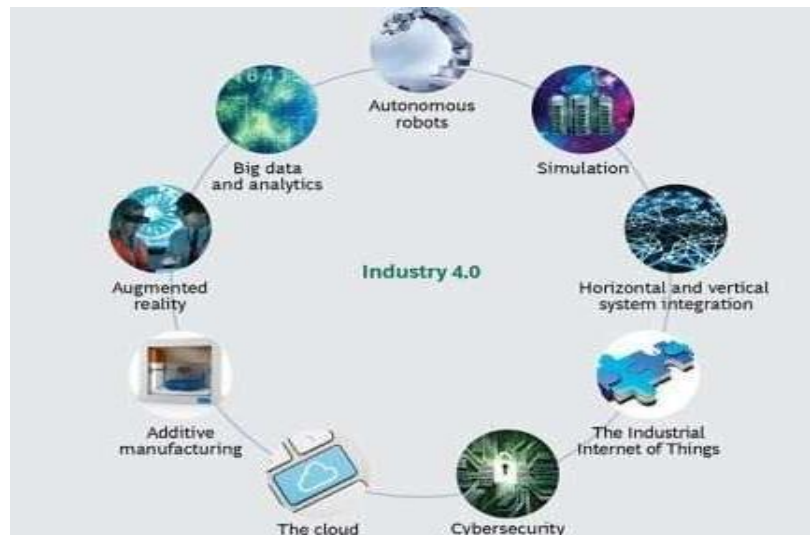 Autonomous
robots
Simulation
Horizontal and vertical
system integration
The Industrial
Internet of Things
Cybersecurity
The cloud
Additive
manufacturing
Augmented
reality
Big data
and analytics
Industry 4.0